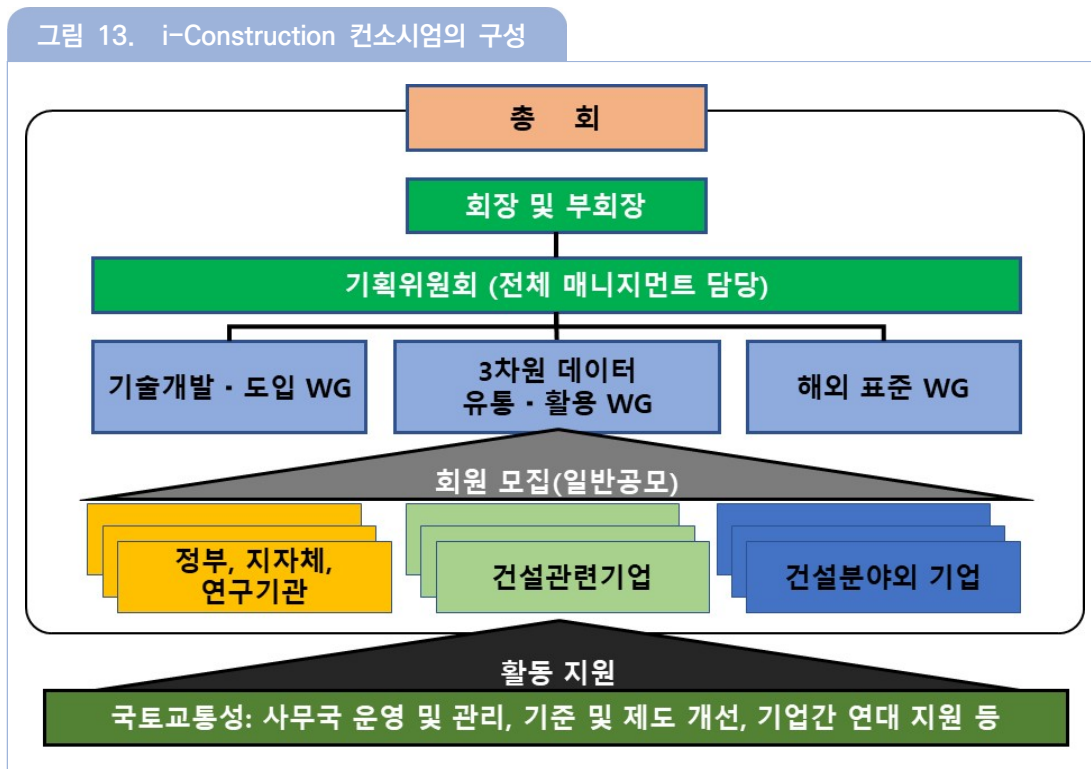 그림 13. i-Construction 컨소시엄의 구성
총 회
회장 및 부회장
기획위원회 (전체 매니지먼트 담당)
기술개발・도입 WG
3차원 데이터
유통・활용 WG
해외 표준 WG
회원 모집(일반공모)
정부, 지자체,
연구기관
건설관련기업
건설분야외 기업
활동 지원
국토교통성: 사무국 운영 및 관리, 기준 및 제도 개선, 기업간 연대 지원 등